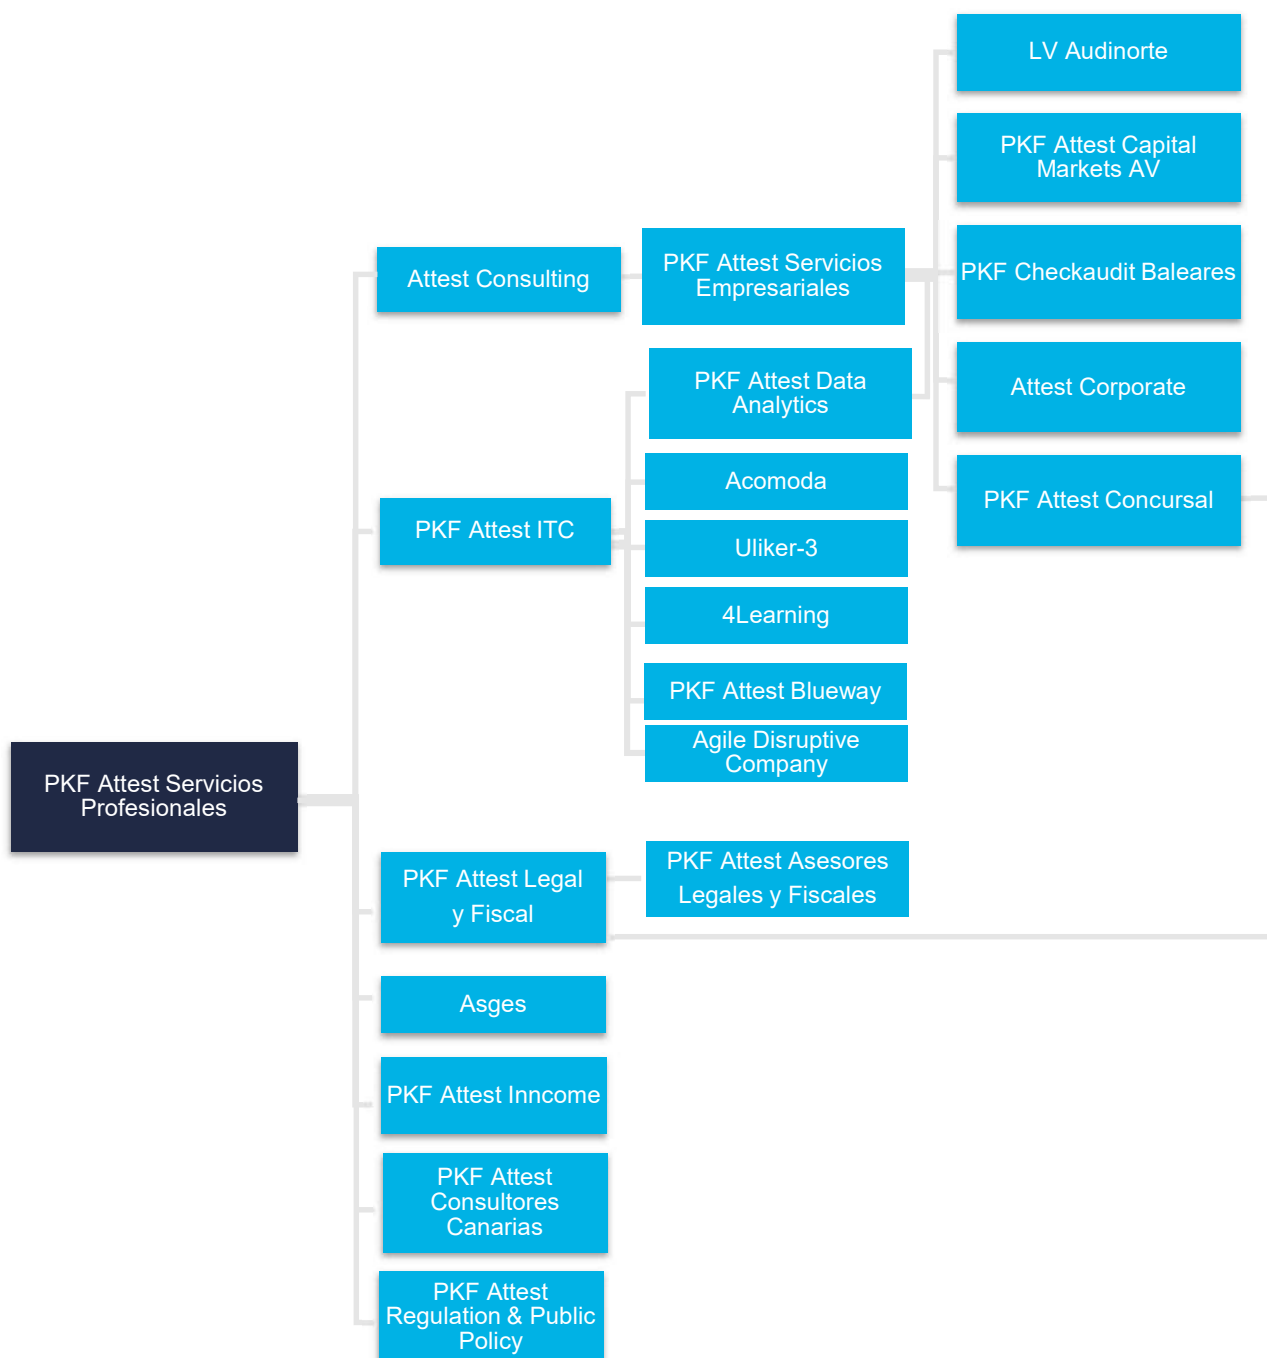 LV Audinorte
PKF Attest Capital
Markets AV
PKF Checkaudit Baleares
Attest Corporate
PKF Attest Concursal
Attest Consulting
PKF Attest Servicios
Empresariales
PKF Attest Data
Analytics
Acomoda
Uliker-3
4Learning
PKF Attest Blueway
Agile Disruptive
Company
PKF Attest ITC
PKF Attest Servicios
Profesionales
PKF Attest Legal
y Fiscal
PKF Attest Asesores
Legales y Fiscales
Asges
PKF Attest Inncome
PKF Attest
Consultores
Canarias
PKF Attest
Regulation & Public
Policy